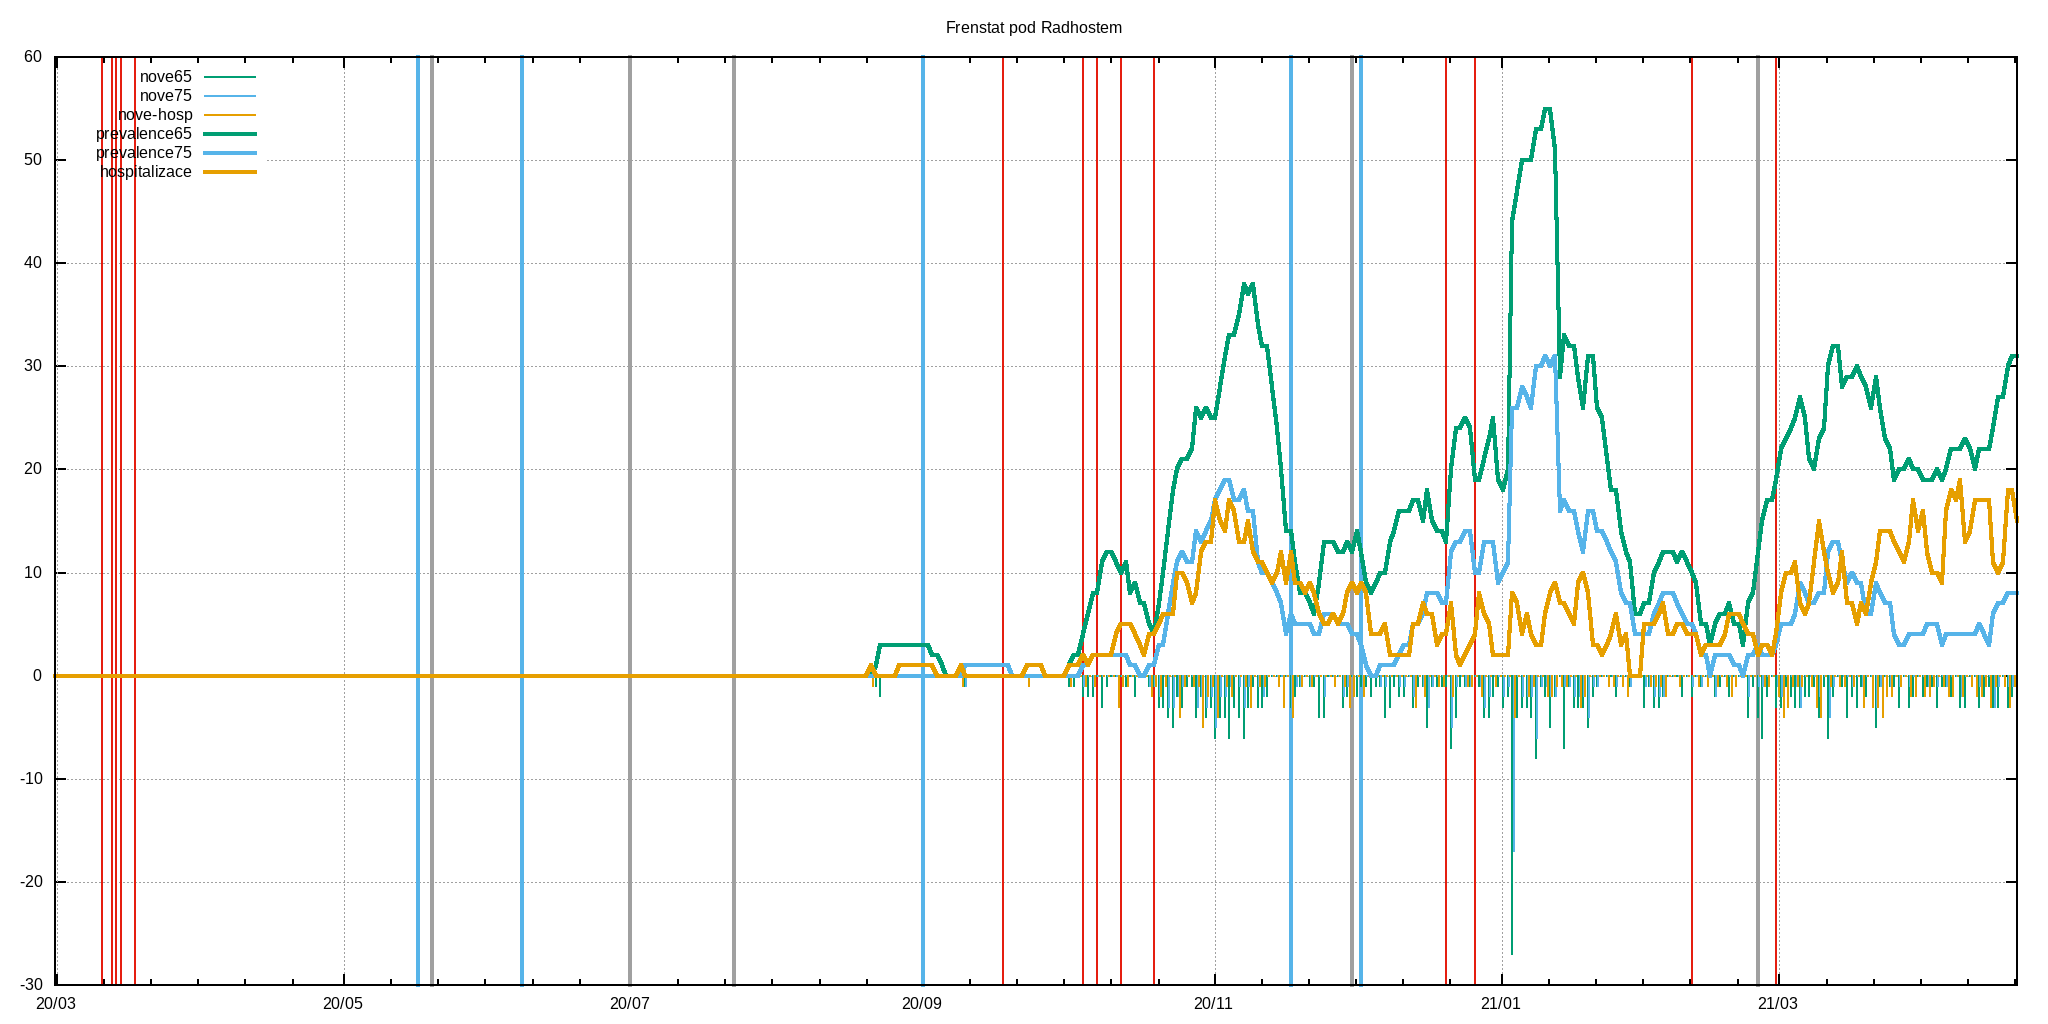 Frenstat pod Radhostem
60
50
40
30
20
10
0
-10
-20
-30
nove65
nove75
nove-hosp
prevalence65
prevalence75
hospitalizace
20/03 20/05 20/07 20/09 20/11 21/01 21/03